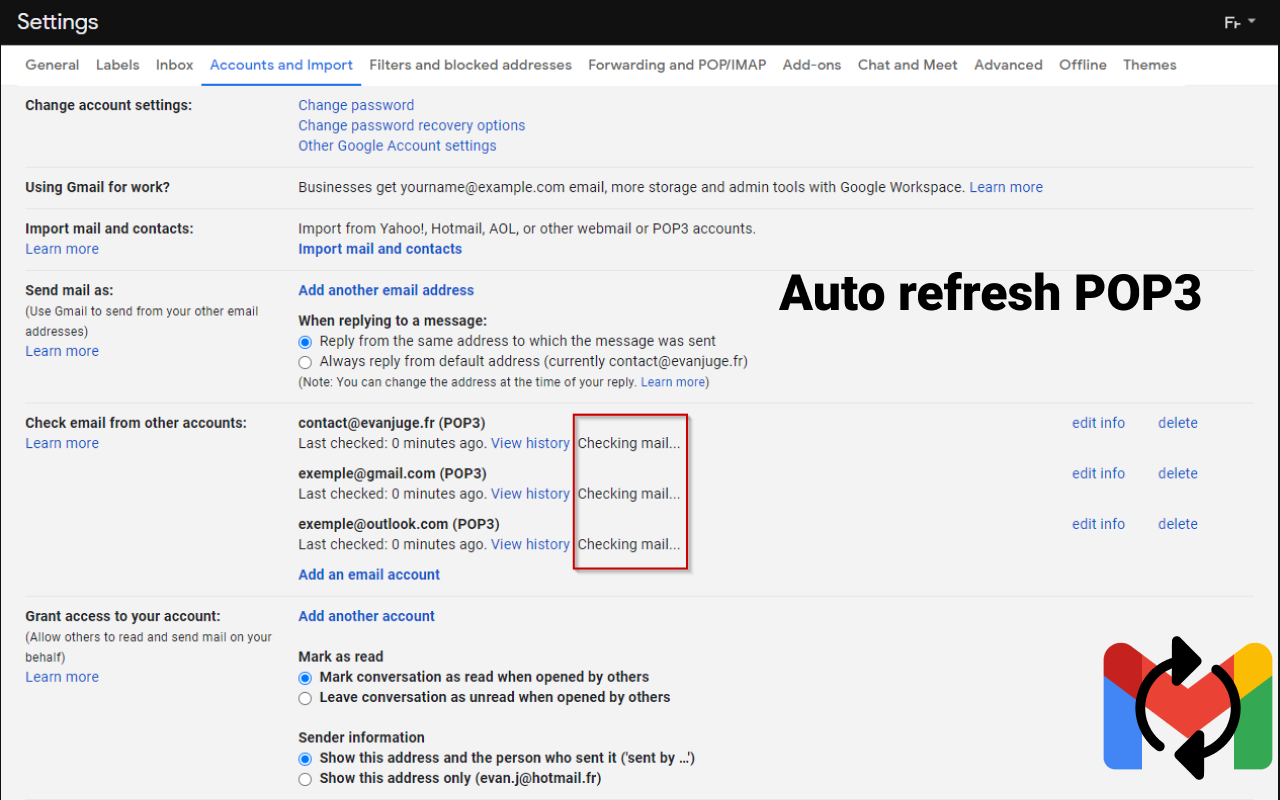 Settings
Fr
General Labels Inbox Accounts and Import Filters and blocked addresses Forwarding and POP/IMAP Add-ons Chat and Meet Advanced Offline Themes
Change account settings:
Change password
Change password recovery options
Other Google Account settings
Using Gmail for work?
Businesses get yourname@example.com email, more storage and admin tools with Google Workspace. Learn more
Import mail and contacts:
Learn more
Import from Yahoo!, Hotmail, AOL, or other webmail or POP3 accounts.
Import mail and contacts
Auto refresh POP3
Send mail as:
(Use Gmail to send from your other email
addresses)
Learn more
Add another email address
When replying to a message:
Reply from the same address to which the message was sent
Always reply from default address (currently contact@evanjuge.fr)
(Note: You can change the address at the time of your reply. Learn more)
Check email from other accounts:
Learn more
contact@evanjuge.fr (POP3)
Last checked: 0 minutes ago. View history Checking mail...
edit info delete
exemple@gmail.com (POP3)
Last checked: 0 minutes ago. View history Checking mail...
edit info delete
exemple@outlook.com (POP3)
Last checked: 0 minutes ago. View history Checking mail...
edit info delete
Add an email account
Grant access to your account:
(Allow others to read and send mail on your
behalf)
Learn more
Add another account
Mark as read
Mark conversation as read when opened by others
Leave conversation as unread when opened by others
Sender information
Show this address and the person who sent it ('sent by ...')
Show this address only (evan.j@hotmail.fr)